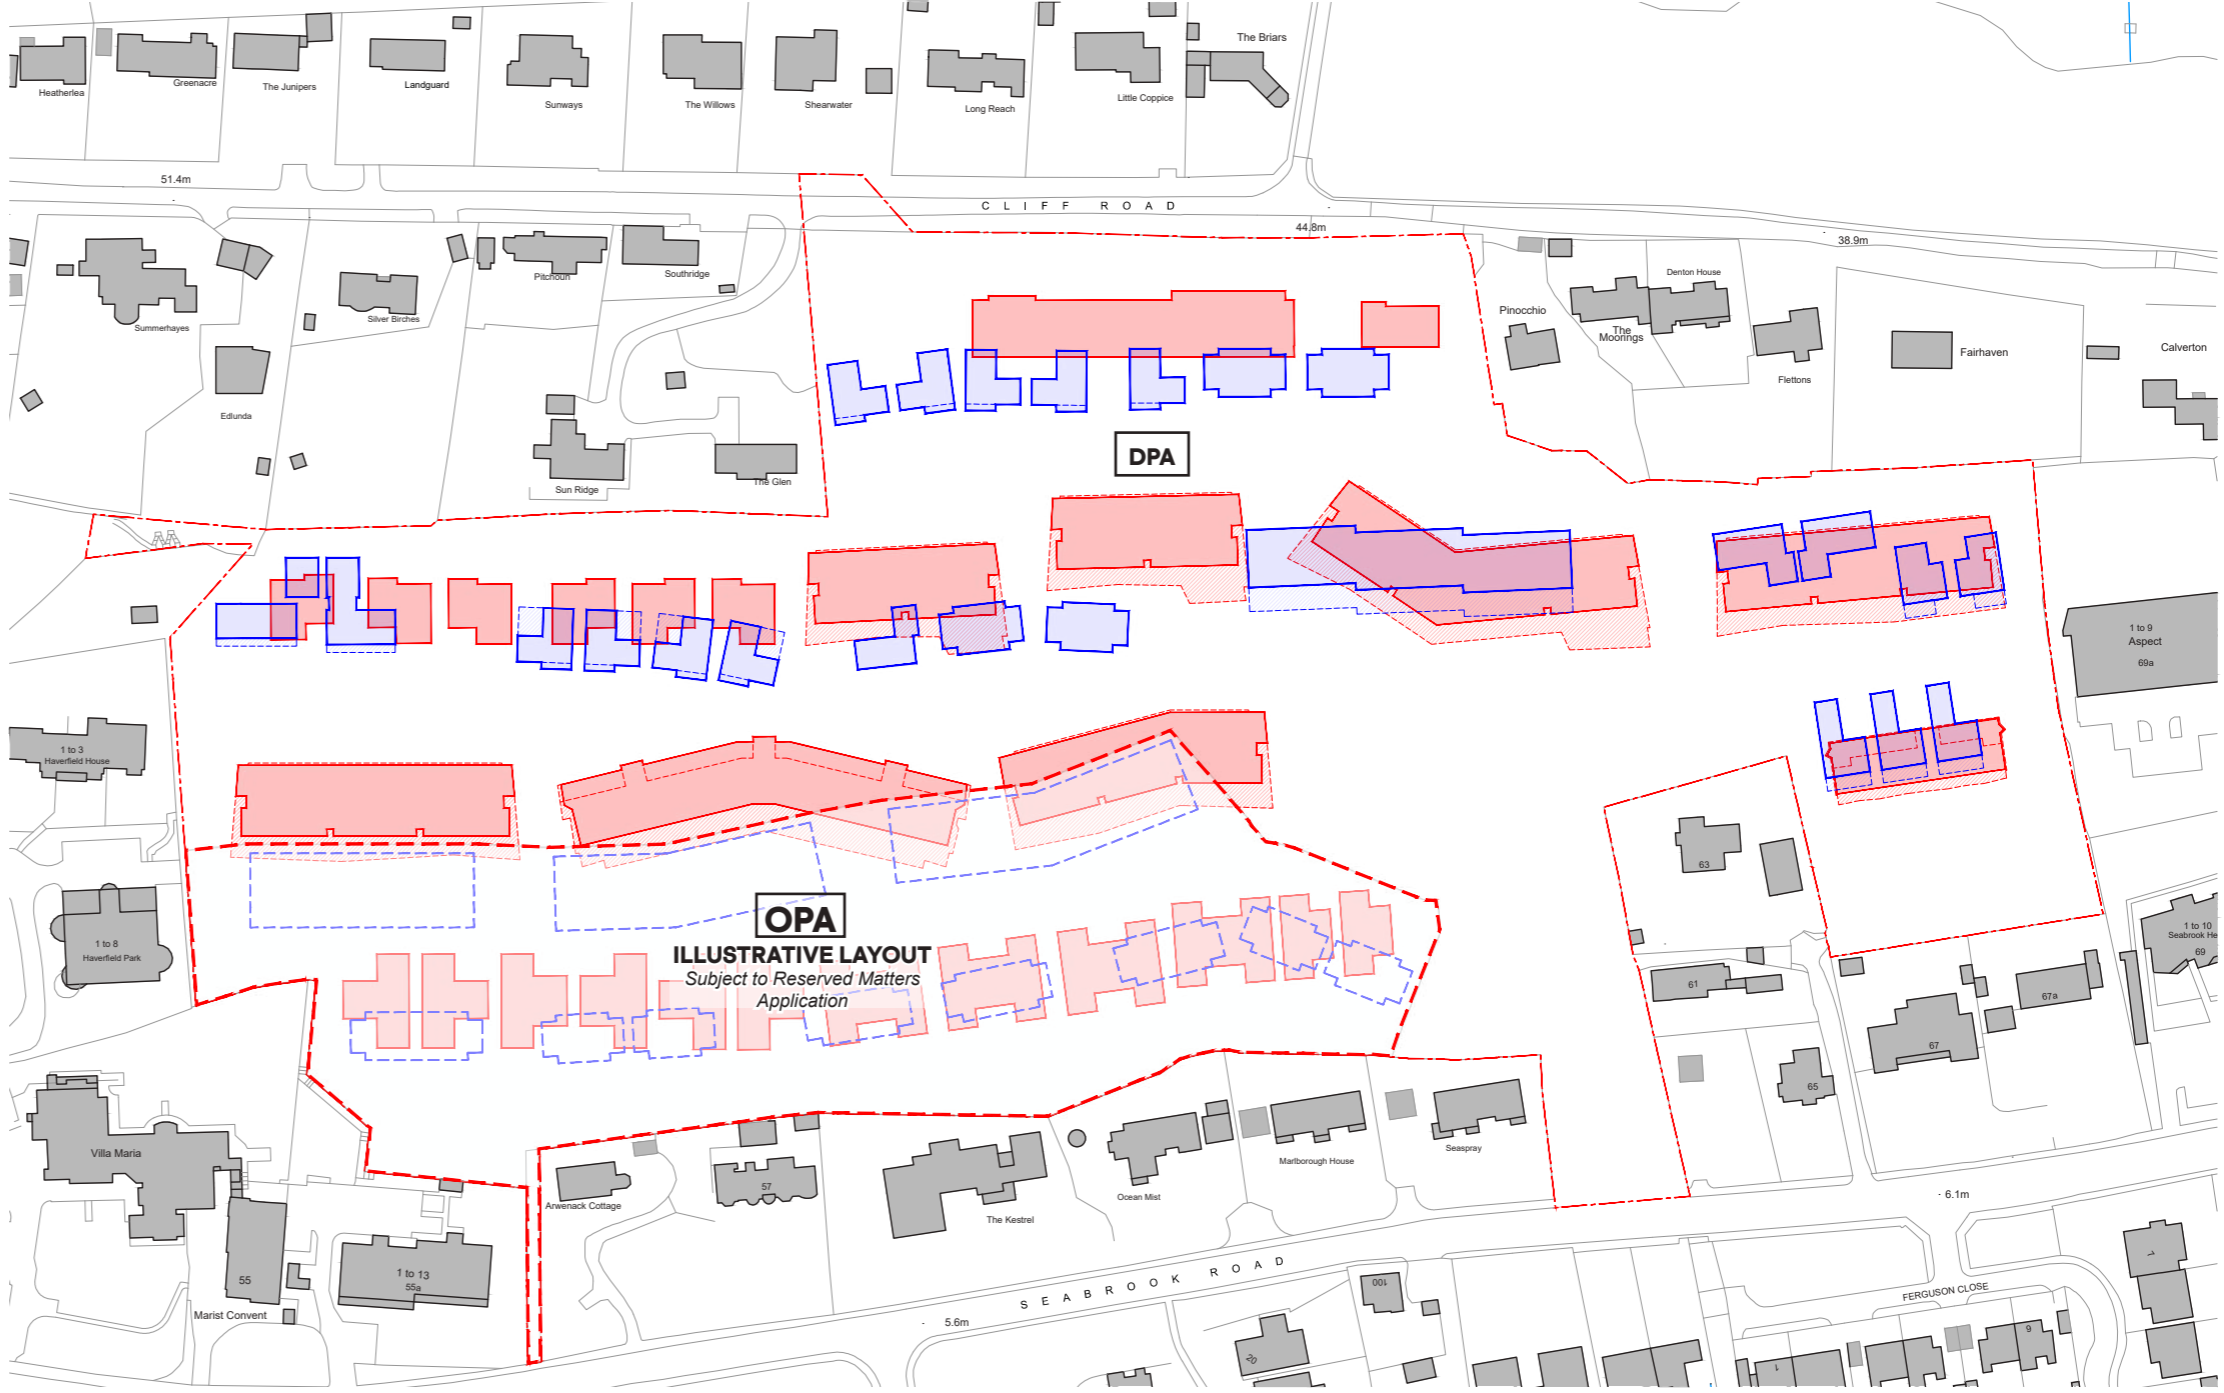 The Briars
Heatherlea
Greenacre
The Junipers
Landguard
Sunways
The Willows
Shearwater
Long Reach
Little Coppice
51.4m
CLIFF ROAD
44.8m
38.9m
Summerhayes
Silver Birches
Pitchoun
Southridge
Pinocchio
The
Moorings
Denton House
Flettons
Fairhaven
Calverton
Edlunda
Sun Ridge
The Glen
DPA
1 to 9
Aspect
69a
1 to 3
Haverfield House
63
OPA
ILLUSTRATIVE LAYOUT
Subject to Reserved Matters
Application
1 to 8
Haverfield Park
1 to 10
Seabrook He
69
61
67a
67
65
Villa Maria
Arwenack Cottage
57
The Kestrel
Ocean Mist
Marlborough House
Seaspray
6.1m
55
1 to 13
55a
Marist Convent
SEABROOK ROAD
5.6m
100
20
FERGUSON CLOSE
7
1
9